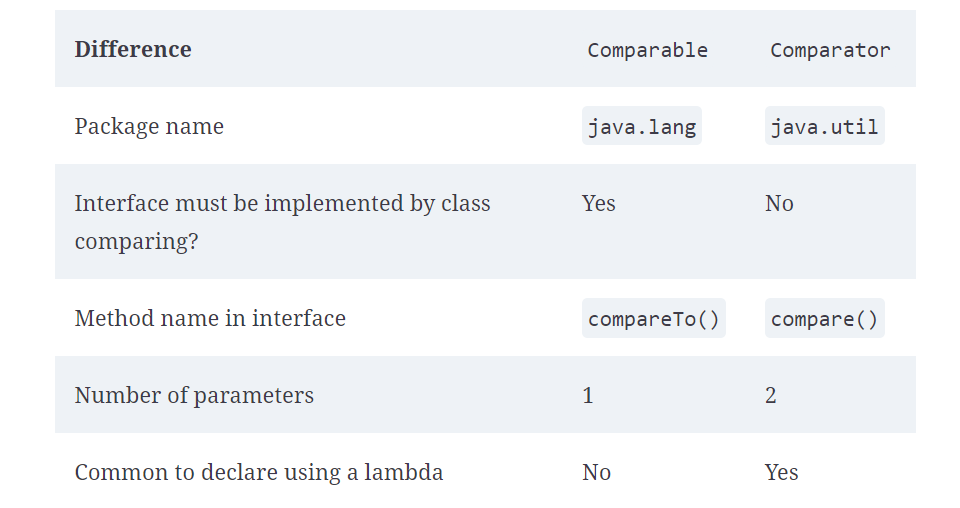 Difference Comparable Comparator
Package name java.lang java.util
Interface must be implemented by class Yes No
comparing?
Method name in interface compareTo() compare()
Number of parameters 1 2
Common to declare using a lambda No Yes